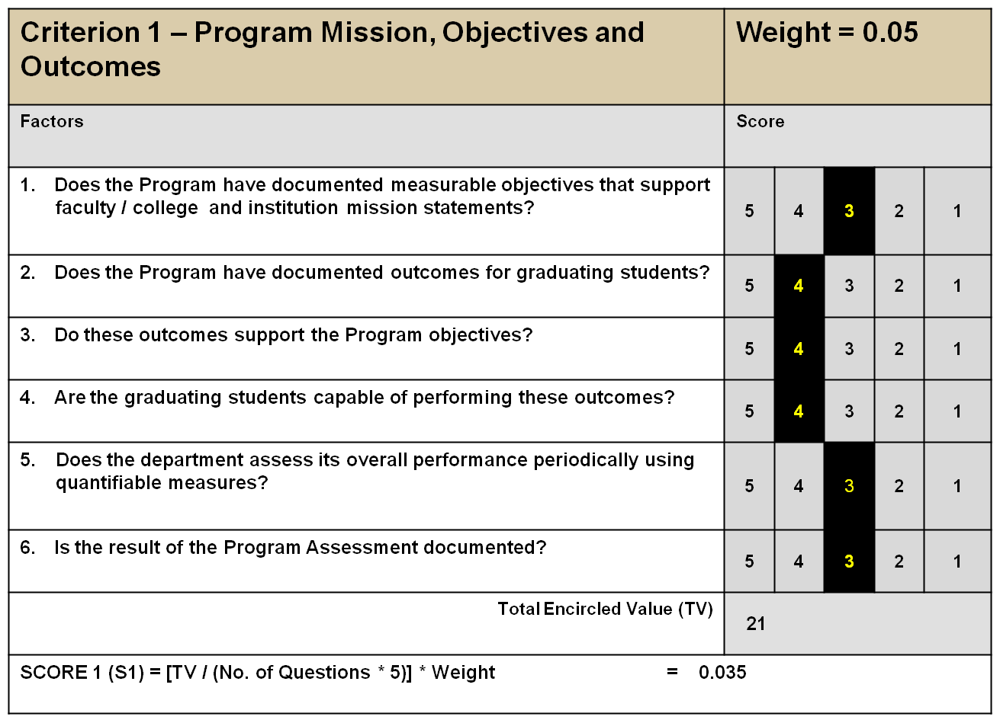 Criterion 1 – Program Mission, Objectives and
Outcomes
Weight = 0.05
Factors
Score
1. Does the Program have documented measurable objectives that support
faculty / college and institution mission statements?
5 4 3 2 1
2. Does the Program have documented outcomes for graduating students?
5 4 3 2 1
3. Do these outcomes support the Program objectives?
5 4 3 2 1
4. Are the graduating students capable of performing these outcomes?
5 4 3 2 1
5. Does the department assess its overall performance periodically using
quantifiable measures?
5 4 3 2 1
6. Is the result of the Program Assessment documented?
5 4 3 2 1
Total Encircled Value (TV)
21
SCORE 1 (S1) = [TV / (No. of Questions * 5)] * Weight = 0.035